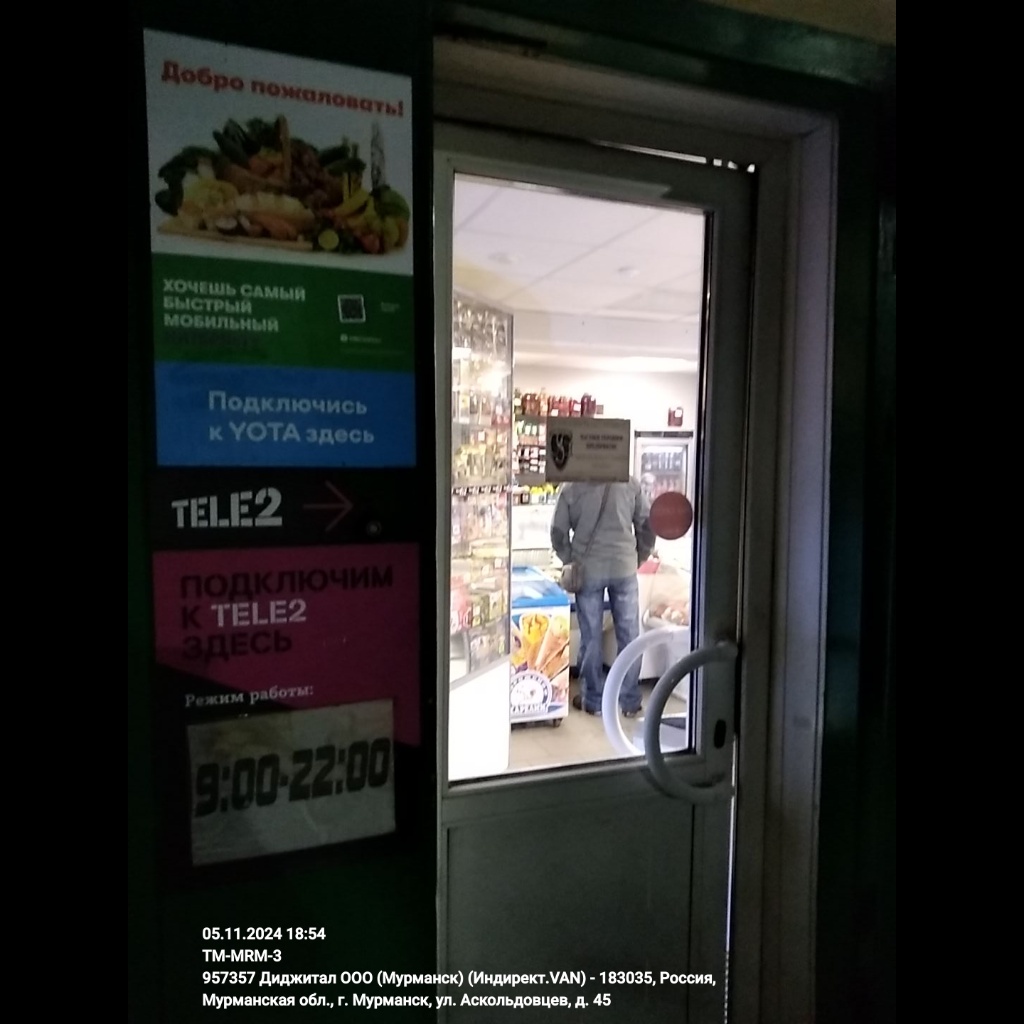 Добро пожаловать!
ХОЧЕШЬ САМЫЙ
БЫСТРЫЙ
МОБИЛЬНЫЙ
Подключись
к YOTA здесь
TELE2
ПОДКЛЮЧИМ
К TELE2
ЗДЕСЬ
Режим работы:
9:00-22:00
05.11.2024 18:54
TM-MRM-3
957357 Диджитал ООО (Мурманск) (Индирект.VAN) - 183035, Россия,
Мурманская обл., г. Мурманск, ул. Аскольдовцев, д. 45